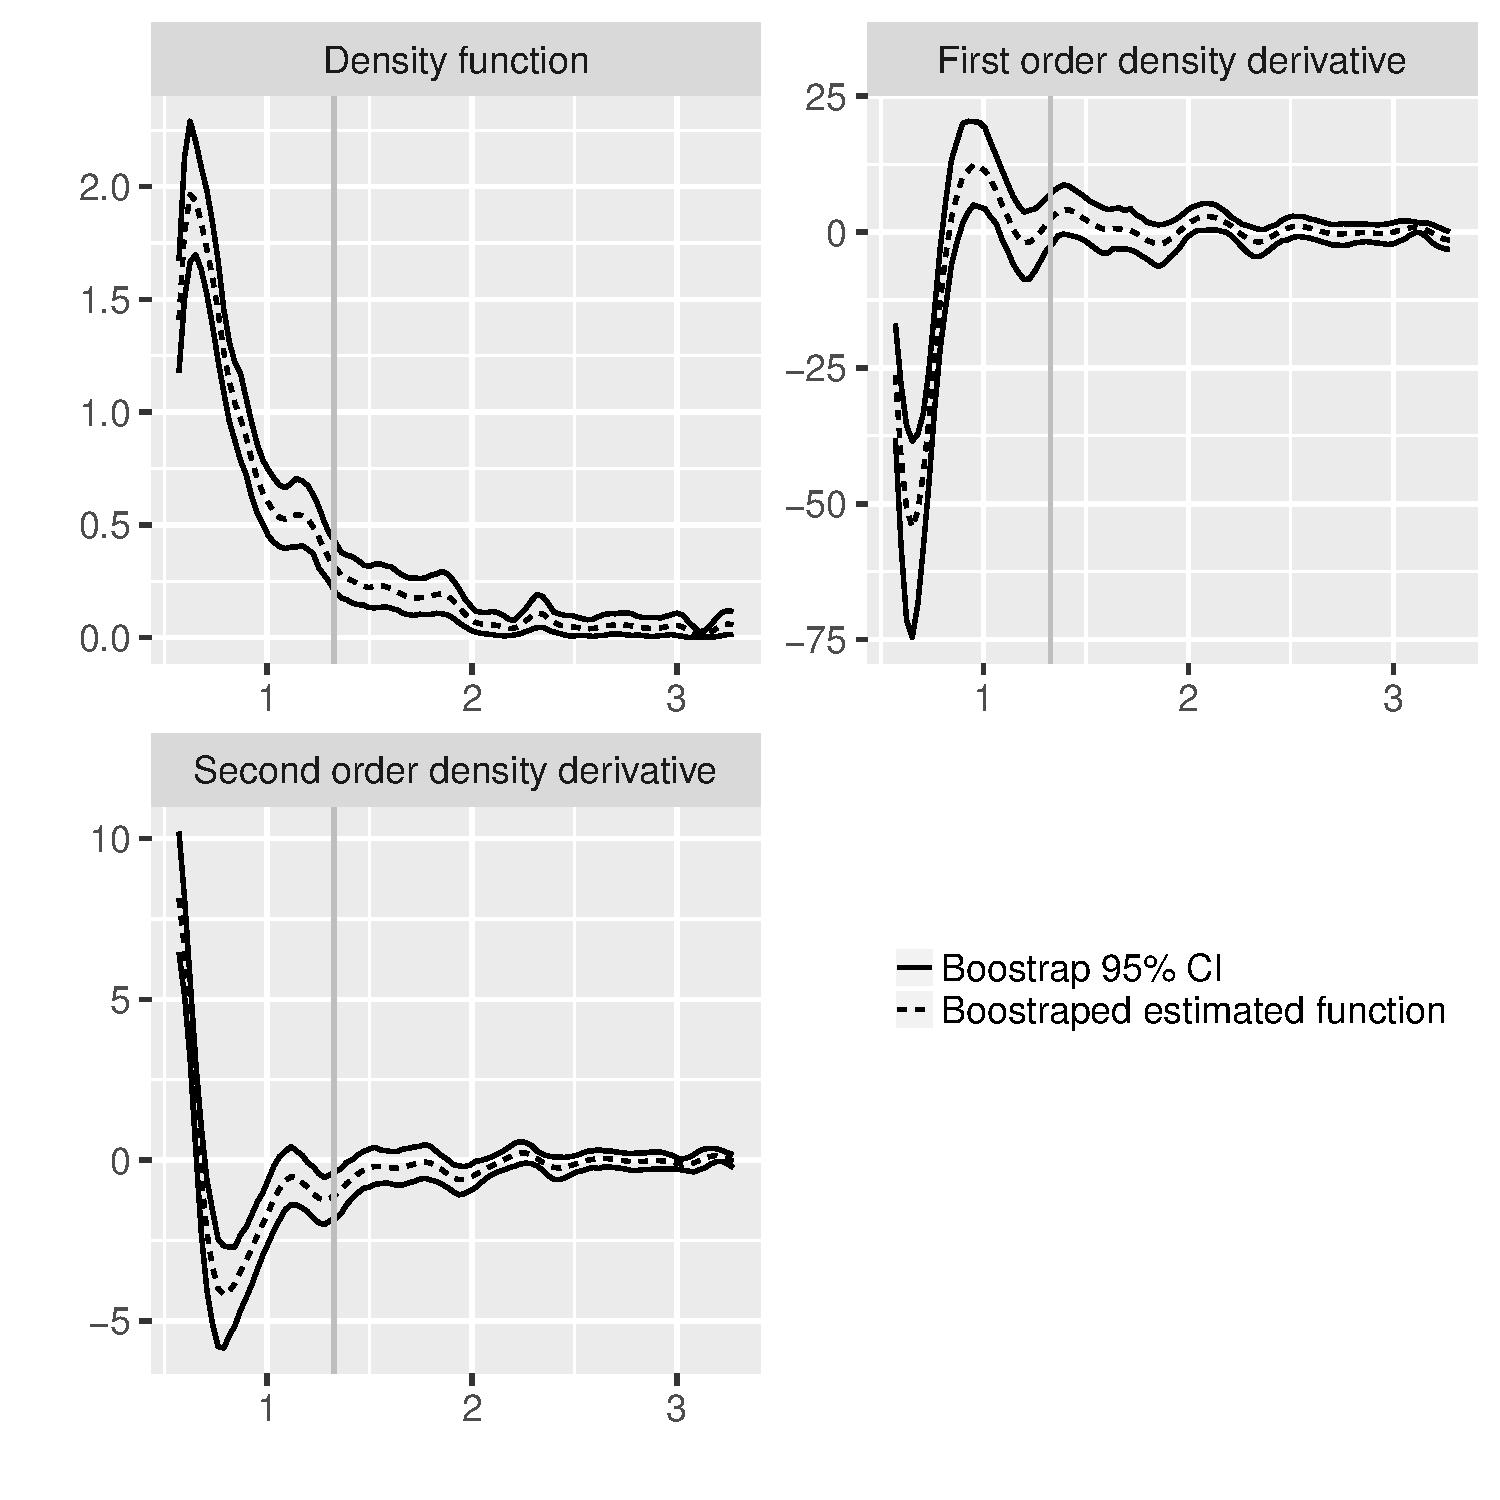 Density function
2.0
1.5
1.0
0.5
0.0
1 2 3
First order density derivative
25
0
−25
−50
−75
1 2 3
Second order density derivative
10
5
0
−5
1 2 3
Boostrap 95% CI
Boostraped estimated function